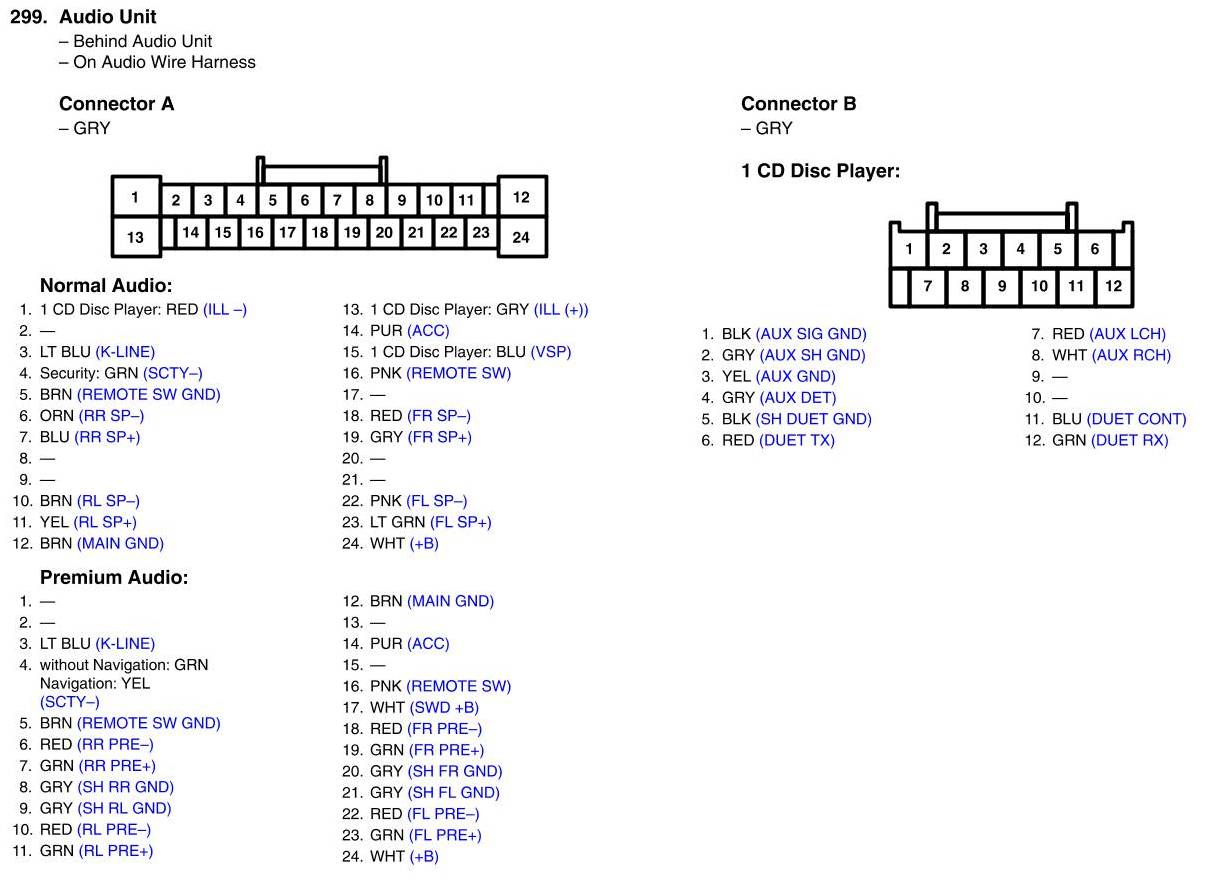 299. Audio Unit
– Behind Audio Unit
– On Audio Wire Harness
Connector A
– GRY
1 2 3 4 5 6 7 8 9 10 11 12
13 14 15 16 17 18 19 20 21 22 23 24
Normal Audio:
1. 1 CD Disc Player: RED (ILL –)
2. —
3. LT BLU (K-LINE)
4. Security: GRN (SCTY–)
5. BRN (REMOTE SW GND)
6. ORN (RR SP–)
7. BLU (RR SP+)
8. —
9. —
10. BRN (RL SP–)
11. YEL (RL SP+)
12. BRN (MAIN GND)
13. 1 CD Disc Player: GRY (ILL (+))
14. PUR (ACC)
15. 1 CD Disc Player: BLU (VSP)
16. PNK (REMOTE SW)
17. —
18. RED (FR SP–)
19. GRY (FR SP+)
20. —
21. —
22. PNK (FL SP–)
23. LT GRN (FL SP+)
24. WHT (+B)
Premium Audio:
1. —
2. —
3. LT BLU (K-LINE)
4. without Navigation: GRN
Navigation: YEL
(SCTY–)
5. BRN (REMOTE SW GND)
6. RED (RR PRE–)
7. GRN (RR PRE+)
8. GRY (SH RR GND)
9. GRY (SH RL GND)
10. RED (RL PRE–)
11. GRN (RL PRE+)
12. BRN (MAIN GND)
13. —
14. PUR (ACC)
15. —
16. PNK (REMOTE SW)
17. WHT (SWD +B)
18. RED (FR PRE–)
19. GRN (FR PRE+)
20. GRY (SH FR GND)
21. GRY (SH FL GND)
22. RED (FL PRE–)
23. GRN (FL PRE+)
24. WHT (+B)
Connector B
– GRY
1 CD Disc Player:
1 2 3 4 5 6
7 8 9 10 11 12
1. BLK (AUX SIG GND)
2. GRY (AUX SH GND)
3. YEL (AUX GND)
4. GRY (AUX DET)
5. BLK (SH DUET GND)
6. RED (DUET TX)
7. RED (AUX LCH)
8. WHT (AUX RCH)
9. —
10. —
11. BLU (DUET CONT)
12. GRN (DUET RX)